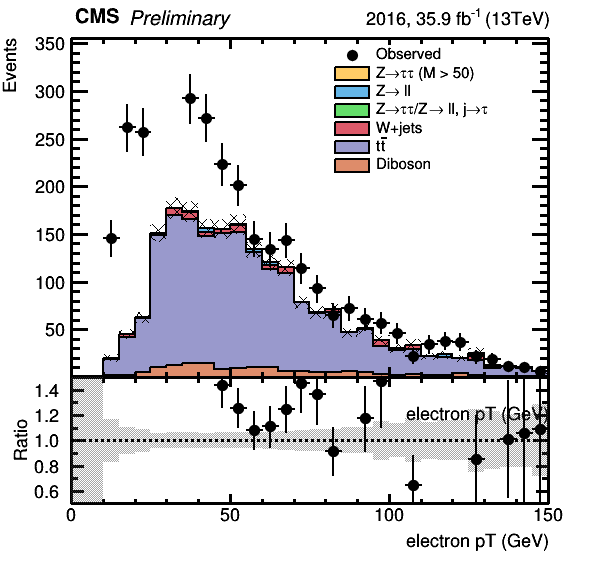 CMS Preliminary 2016, 35.9 fb⁻¹ (13TeV)
Events
350
300
250
200
150
100
50
Observed
Z→ττ (M > 50)
Z→ ll
Z→ττ/Z→ ll, j→τ
W+jets
tt̄
Diboson
electron pT (GeV)
Ratio
1.4
1.2
1.0
0.8
0.6
0 50 100 150
electron pT (GeV)